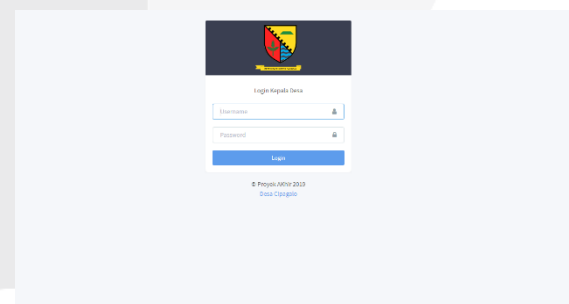 Login Kepala Desa
Username
Password
Login
© Proyek Akhir 2019
Desa Cipagalo